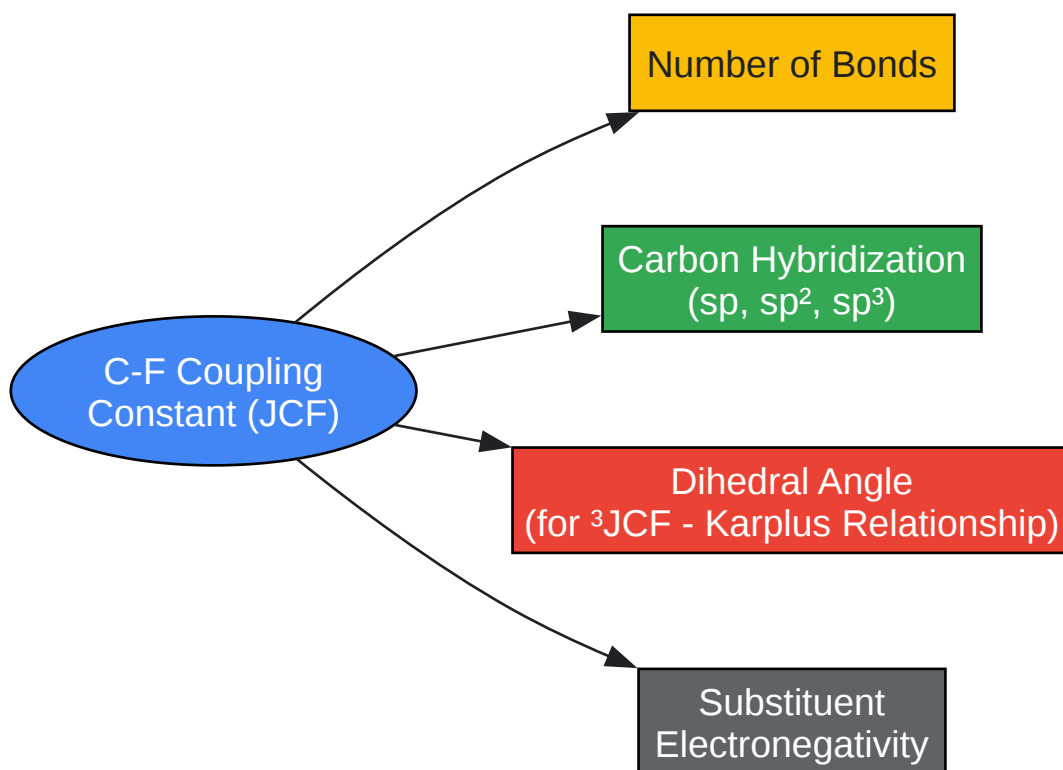 Number of Bonds
Carbon Hybridization
(sp, sp², sp³)
C-F Coupling
Constant (JCF)
Dihedral Angle
(for ³JCF - Karplus Relationship)
Substituent
Electronegativity